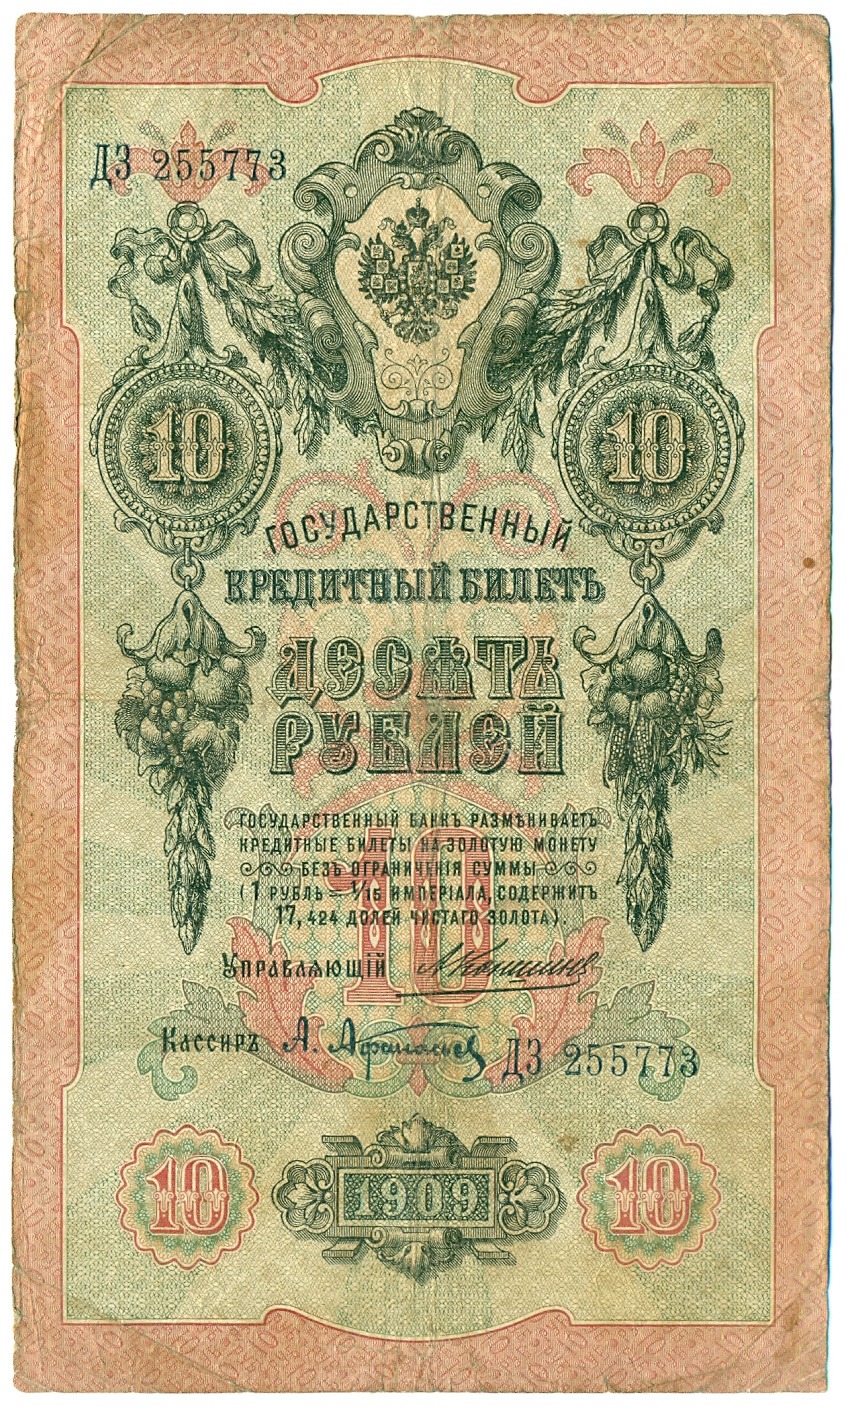 ДЗ 255773
10 10
ГОСУДАРСТВЕННЫЙ
КРЕДИТНЫЙ БИЛЕТЪ
ДЕСЯТЬ
РУБЛЕЙ
ГОСУДАРСТВЕННЫЙ БАНКЪ РАЗМѢНИВАЕТЪ
КРЕДИТНЫЕ БИЛЕТЫ НА ЗОЛОТУЮ МОНЕТУ
БЕЗЪ ОГРАНИЧЕНІЯ СУММЫ
(1 РУБЛЬ = 1/15 ИМПЕРІАЛА, СОДЕРЖИТЪ
17,424 ДОЛЕЙ ЧИСТАГО ЗОЛОТА).
10
Управляющій
Кассиръ А. Афанасьев
ДЗ 255773
10 1909 10